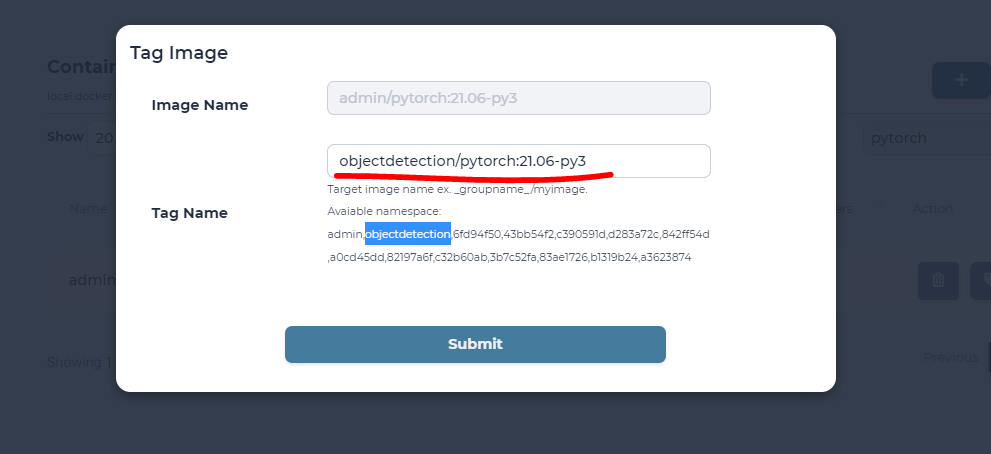 Tag Image
Contain
local docker
Show 20
pytorch
Name
ers
Action
admin
Showing 1
Previous
Image Name
admin/pytorch:21.06-py3
objectdetection/pytorch:21.06-py3
Target image name ex. _groupname_/myimage.
Tag Name
Avaiable namespace:
admin,objectdetection,6fd94f50,43bb54f2,c390591d,d283a72c,842ff54d
,a0cd45dd,82197a6f,c32b60ab,3b7c52fa,83ae1726,b1319b24,a3623874
Submit